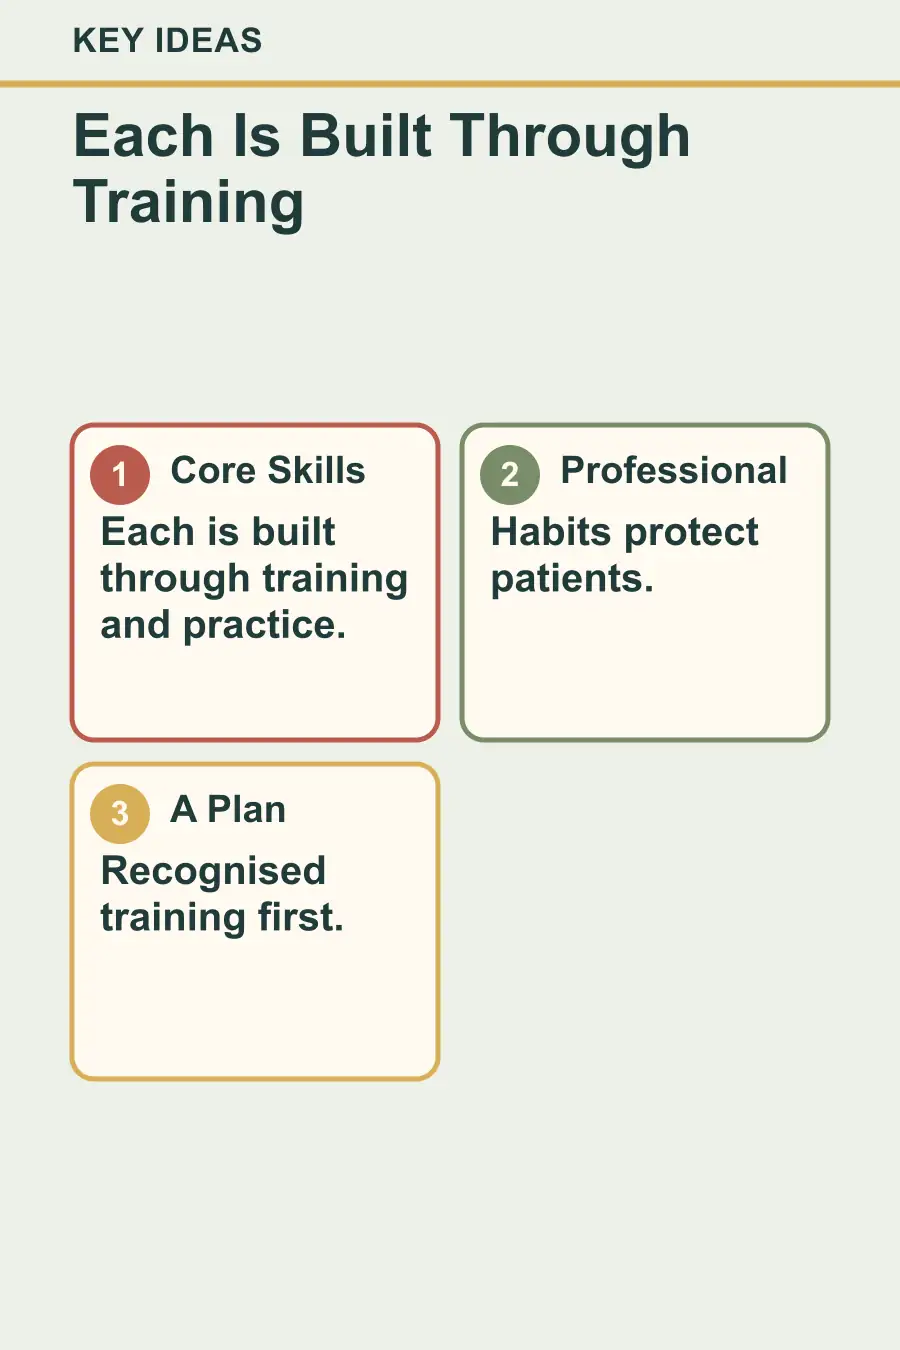 KEY IDEAS
Each Is Built Through
Training
1 Core Skills
Each is built
through training
and practice.
2 Professional
Habits protect
patients.
3 A Plan
Recognised
training first.